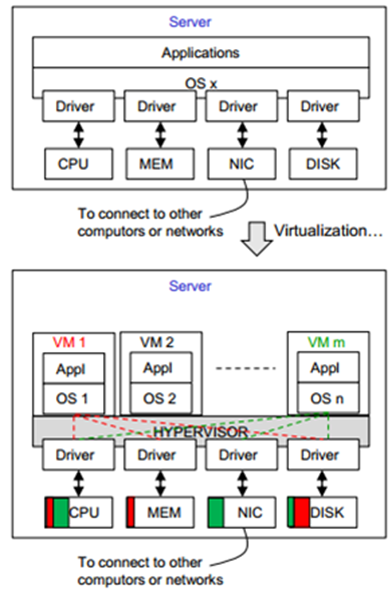 Server
Applications
OS x
Driver Driver Driver Driver
CPU MEM NIC DISK
To connect to other
computors or networks
Virtualization...
Server
VM 1 VM 2 VM m
Appl Appl Appl
OS 1 OS 2 OS n
HYPERVISOR
Driver Driver Driver Driver
CPU MEM NIC DISK
To connect to other
computors or networks